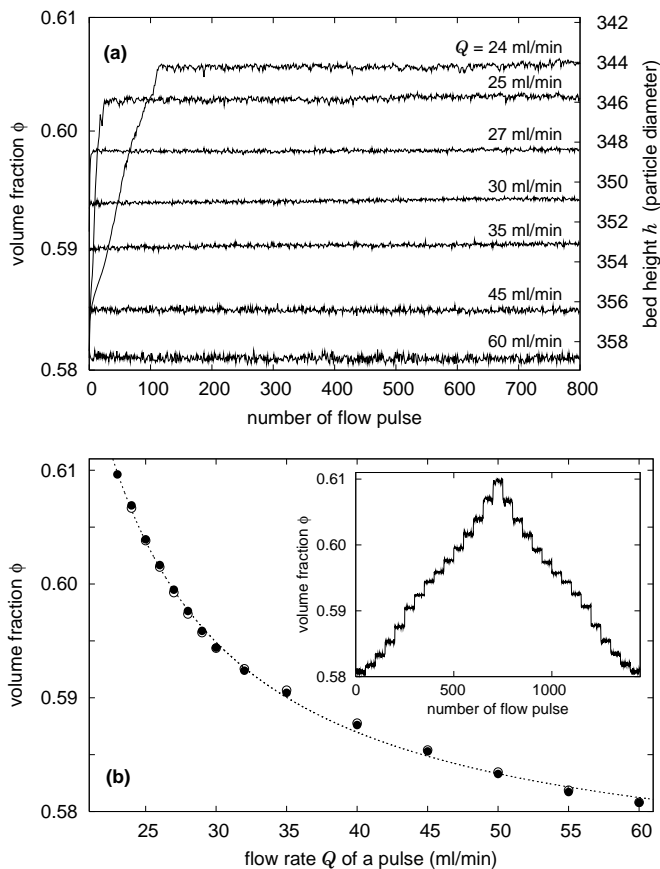 (a)
Q = 24 ml/min
25 ml/min
27 ml/min
30 ml/min
35 ml/min
45 ml/min
60 ml/min
0.61
0.60
0.59
0.58
volume fraction ϕ
342
344
346
348
350
352
354
356
358
bed height h (particle diameter)
0 100 200 300 400 500 600 700 800
number of flow pulse
(b)
0.61
0.60
0.59
0.58
volume fraction ϕ
25 30 35 40 45 50 55 60
flow rate Q of a pulse (ml/min)
0.61
0.60
0.59
0.58
volume fraction ϕ
0 500 1000
number of flow pulse